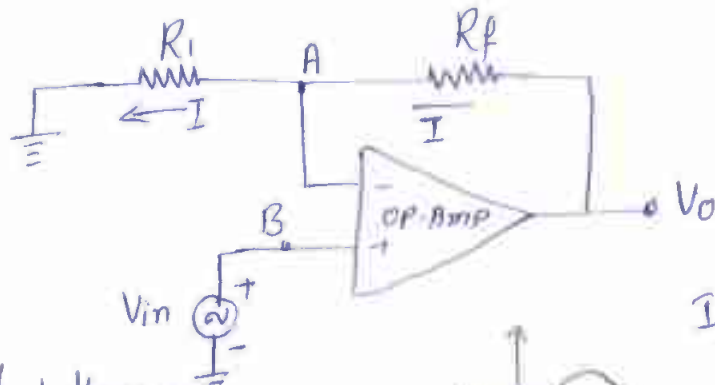 R1 A Rf
I I
- OP-Amp Vo
B +
Vin + -
I